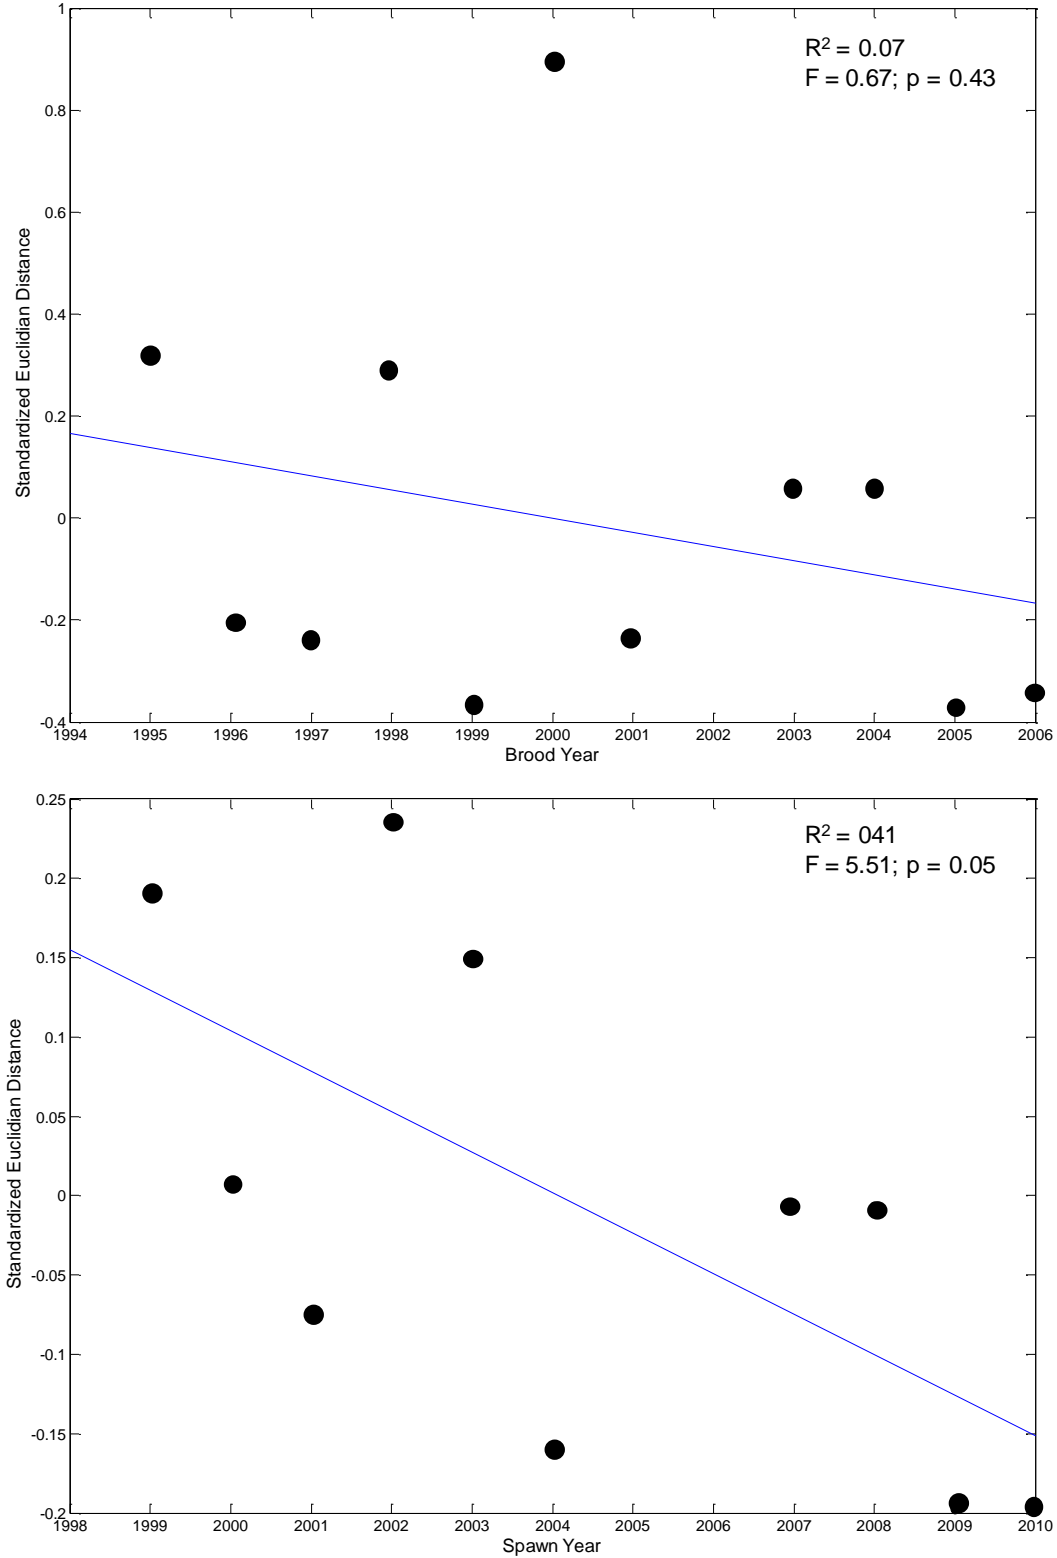 1
R² = 0.07
F = 0.67; p = 0.43
0.8
0.6
0.4
0.2
0
-0.2
-0.4
Standardized Euclidian Distance
1994 1995 1996 1997 1998 1999 2000 2001 2002 2003 2004 2005 2006
Brood Year
0.25
R² = 041
F = 5.51; p = 0.05
0.2
0.15
0.1
0.05
0
-0.05
-0.1
-0.15
-0.2
Standardized Euclidian Distance
1998 1999 2000 2001 2002 2003 2004 2005 2006 2007 2008 2009 2010
Spawn Year